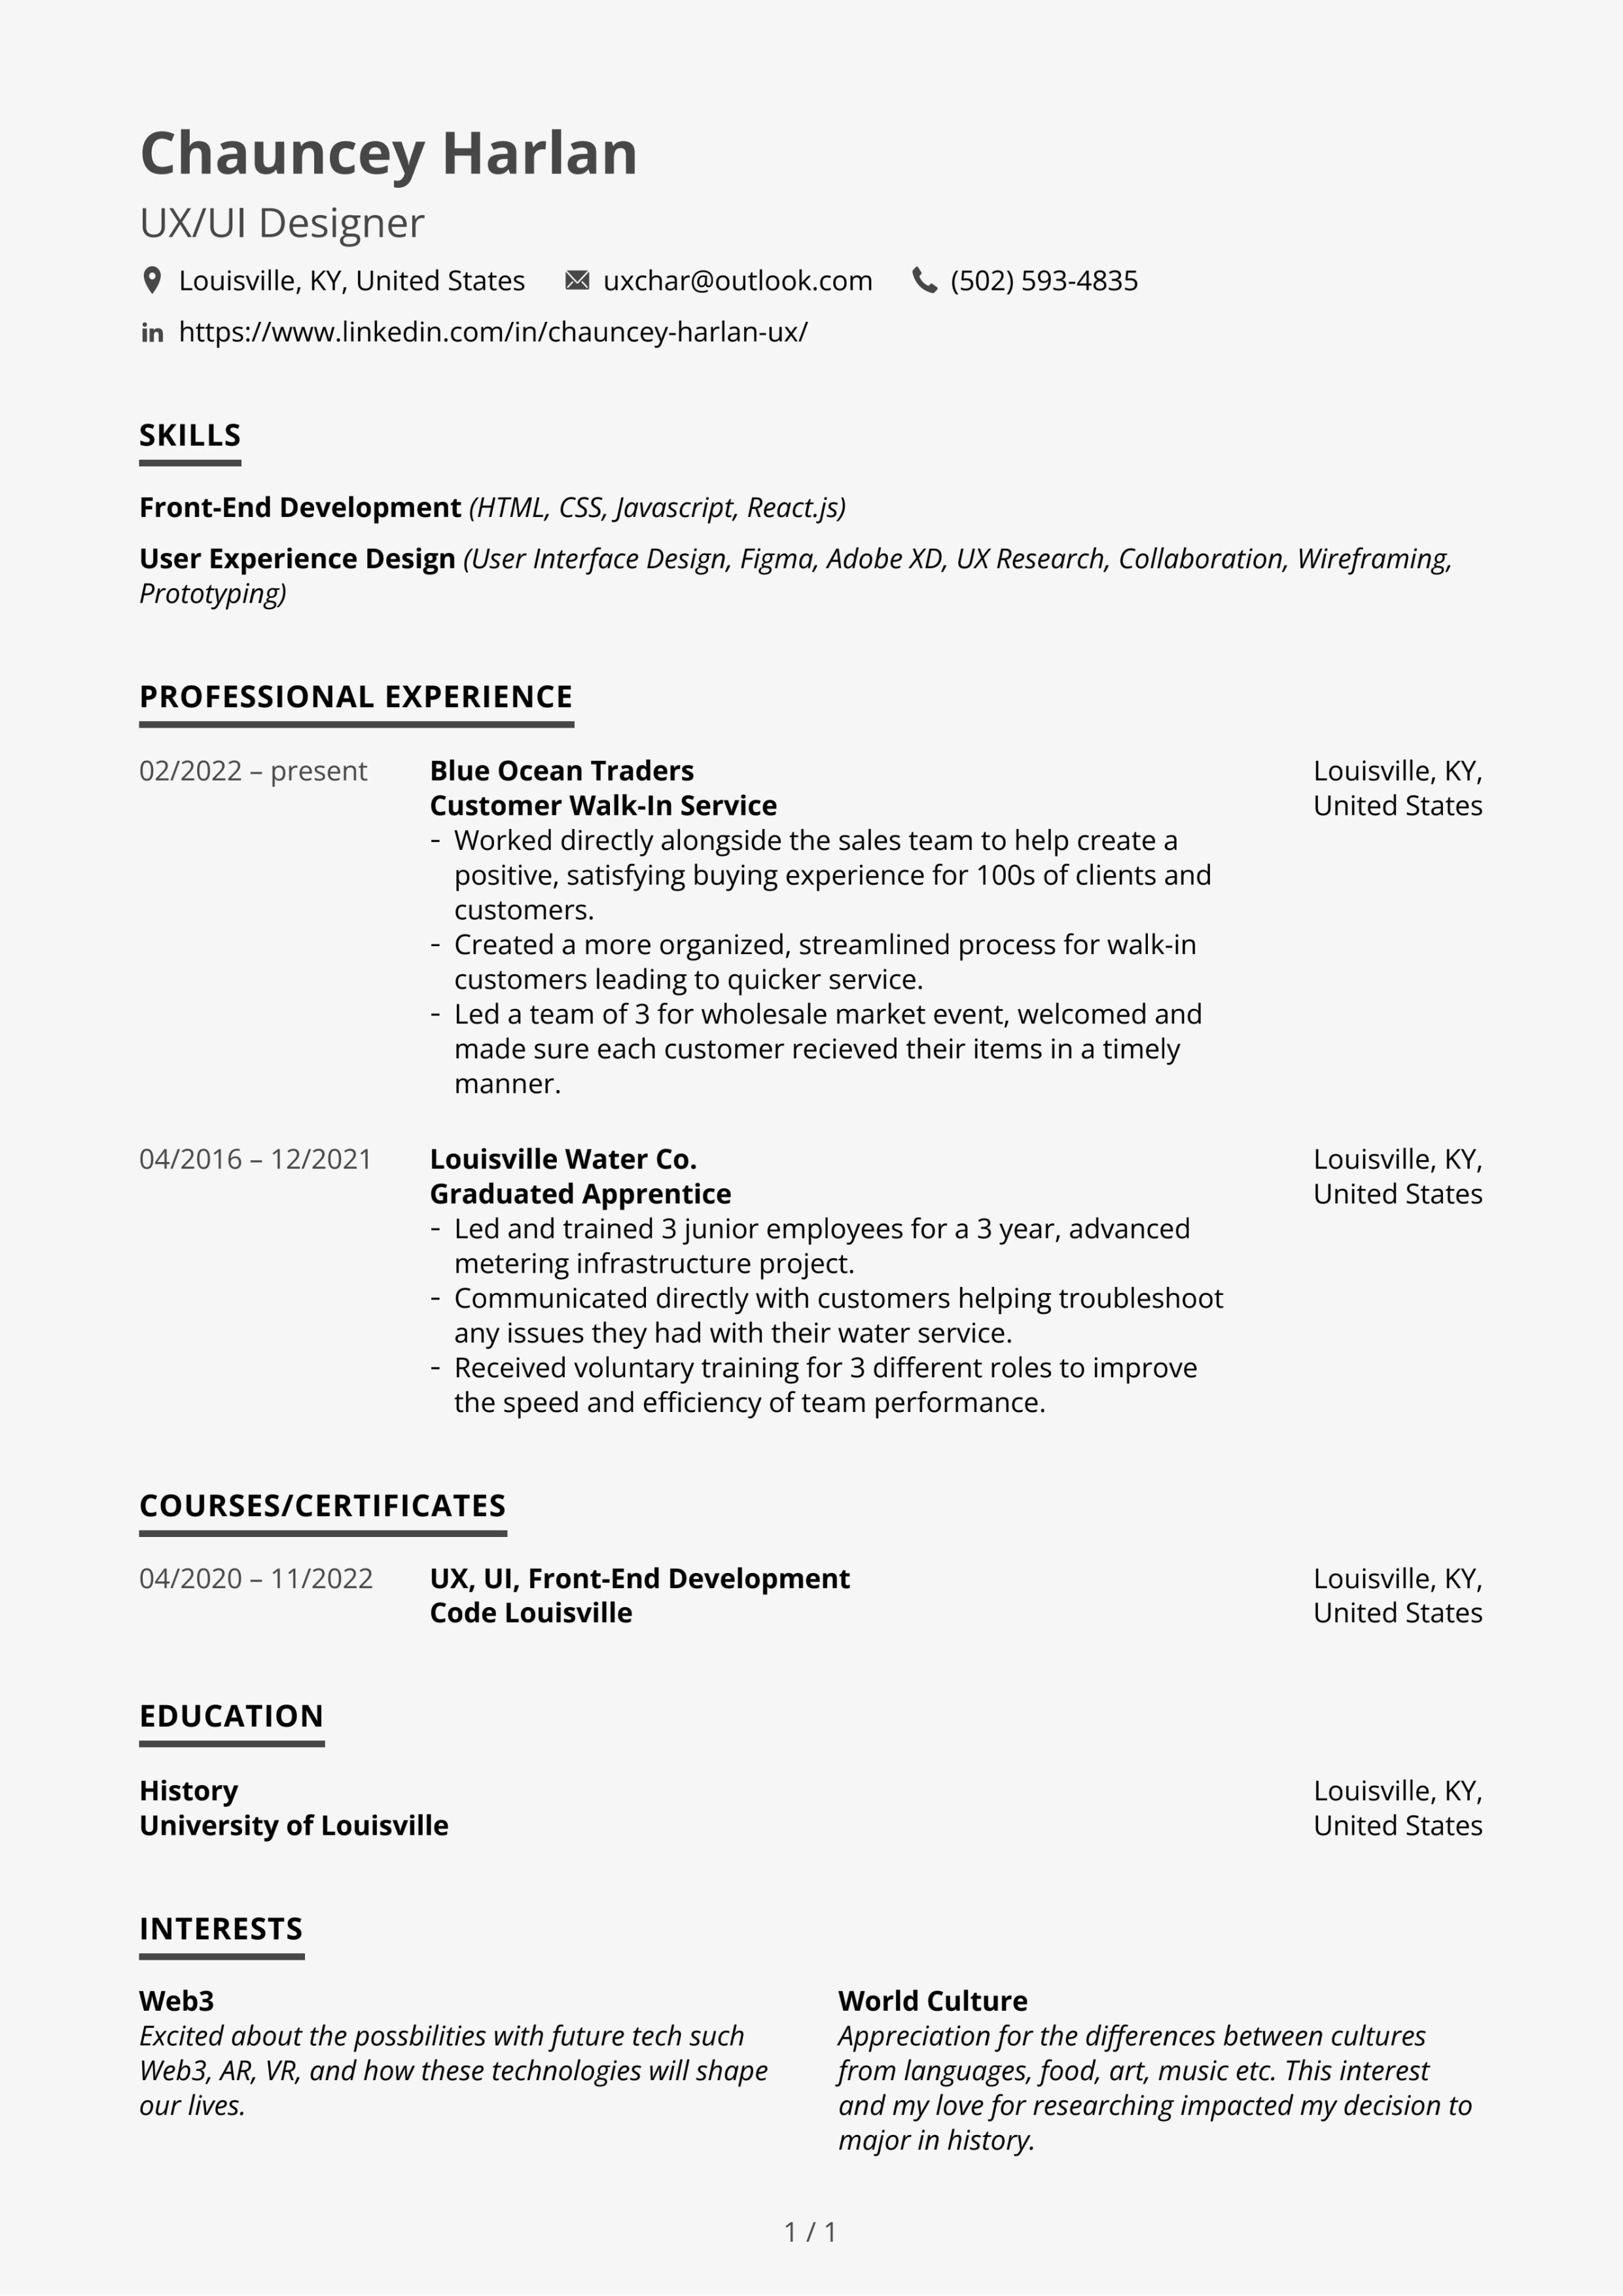 Chauncey Harlan
UX/UI Designer
Louisville, KY, United States uxchar@outlook.com (502) 593-4835
in https://www.linkedin.com/in/chauncey-harlan-ux/
SKILLS
Front-End Development (HTML, CSS, Javascript, React.js)
User Experience Design (User Interface Design, Figma, Adobe XD, UX Research, Collaboration, Wireframing,
Prototyping)
PROFESSIONAL EXPERIENCE
02/2022 – present Blue Ocean Traders Louisville, KY,
Customer Walk-In Service United States
- Worked directly alongside the sales team to help create a
positive, satisfying buying experience for 100s of clients and
customers.
- Created a more organized, streamlined process for walk-in
customers leading to quicker service.
- Led a team of 3 for wholesale market event, welcomed and
made sure each customer recieved their items in a timely
manner.
04/2016 – 12/2021 Louisville Water Co. Louisville, KY,
Graduated Apprentice United States
- Led and trained 3 junior employees for a 3 year, advanced
metering infrastructure project.
- Communicated directly with customers helping troubleshoot
any issues they had with their water service.
- Received voluntary training for 3 different roles to improve
the speed and efficiency of team performance.
COURSES/CERTIFICATES
04/2020 – 11/2022 UX, UI, Front-End Development Louisville, KY,
Code Louisville United States
EDUCATION
History Louisville, KY,
University of Louisville United States
INTERESTS
Web3
Excited about the possbilities with future tech such
Web3, AR, VR, and how these technologies will shape
our lives.
World Culture
Appreciation for the differences between cultures
from languages, food, art, music etc. This interest
and my love for researching impacted my decision to
major in history.
1 / 1